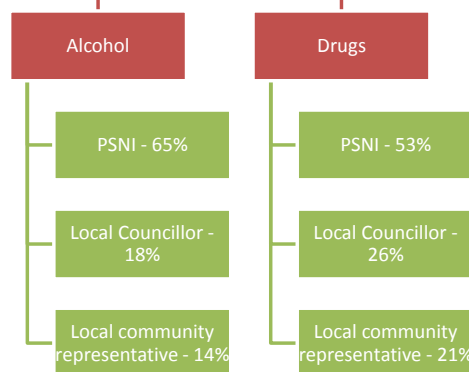 Alcohol
PSNI - 65%
Local Councillor -
18%
Local community
representative - 14%
Drugs
PSNI - 53%
Local Councillor -
26%
Local community
representative - 21%